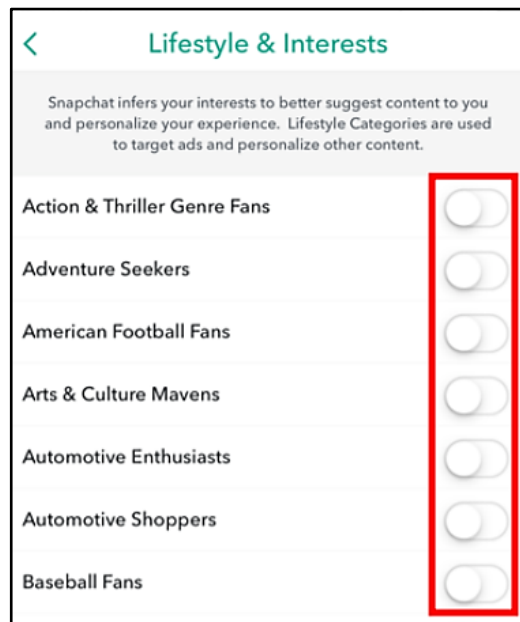 Lifestyle & Interests
Snapchat infers your interests to better suggest content to you
and personalize your experience. Lifestyle Categories are used
to target ads and personalize other content.
Action & Thriller Genre Fans
Adventure Seekers
American Football Fans
Arts & Culture Mavens
Automotive Enthusiasts
Automotive Shoppers
Baseball Fans